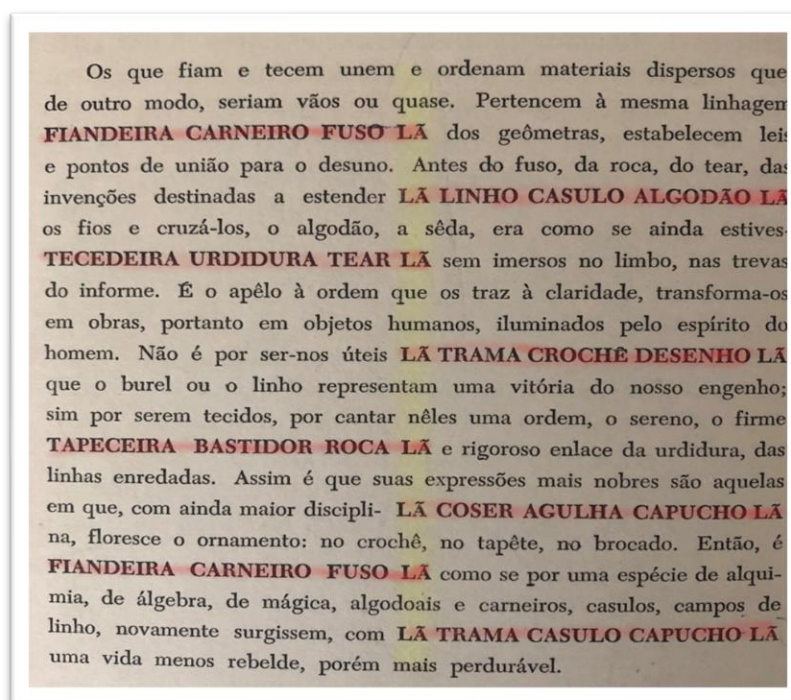 Os que fiam e tecem unem e ordenam materiais dispersos que
de outro modo, seriam vãos ou quase. Pertencem à mesma linhagem
FIANDEIRA CARNEIRO FUSO LÃ dos geômetras, estabelecem leis
e pontos de união para o desuno. Antes do fuso, da roca, do tear, das
invenções destinadas a estender LÃ LINHO CASULO ALGODÃO LÃ
os fios e cruzá-los, o algodão, a sêda, era como se ainda estives-
TECEDEIRA URDIDURA TEAR LÃ sem imersos no limbo, nas trevas
do informe. É o apêlo à ordem que os traz à claridade, transforma-os
em obras, portanto em objetos humanos, iluminados pelo espírito do
homem. Não é por ser-nos úteis LÃ TRAMA CROCHÊ DESENHO LÃ
que o burel ou o linho representam uma vitória do nosso engenho;
sim por serem tecidos, por cantar nêles uma ordem, o sereno, o firme
TAPECEIRA BASTIDOR ROCA LÃ e rigoroso enlace da urdidura, das
linhas enredadas. Assim é que suas expressões mais nobres são aquelas
em que, com ainda maior discipli- LÃ COSER AGULHA CAPUCHO LÃ
na, floresce o ornamento: no crochê, no tapête, no brocado. Então, é
FIANDEIRA CARNEIRO FUSO LÃ como se por uma espécie de alqui-
mia, de álgebra, de mágica, algodoais e carneiros, casulos, campos de
linho, novamente surgissem, com LÃ TRAMA CASULO CAPUCHO LÃ
uma vida menos rebelde, porém mais perdurável.